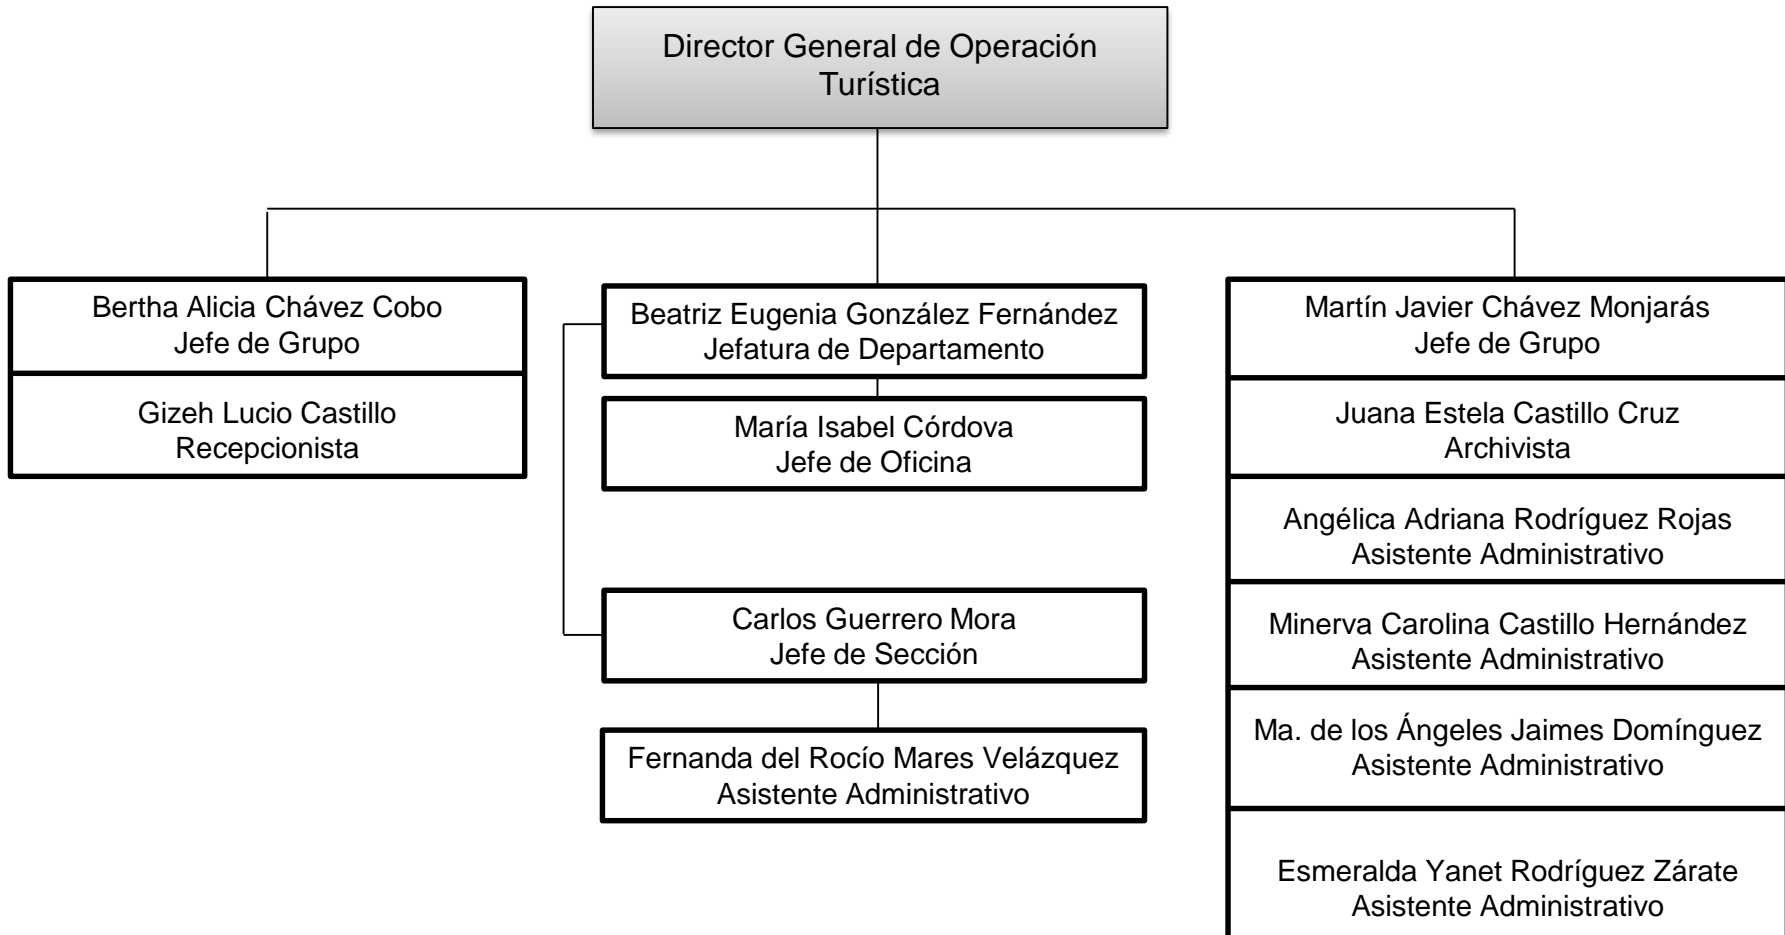 Director General de Operación
Turística
Bertha Alicia Chávez Cobo
Jefe de Grupo
Gizeh Lucio Castillo
Recepcionista
Beatriz Eugenia González Fernández
Jefatura de Departamento
María Isabel Córdova
Jefe de Oficina
Carlos Guerrero Mora
Jefe de Sección
Fernanda del Rocío Mares Velázquez
Asistente Administrativo
Martín Javier Chávez Monjarás
Jefe de Grupo
Juana Estela Castillo Cruz
Archivista
Angélica Adriana Rodríguez Rojas
Asistente Administrativo
Minerva Carolina Castillo Hernández
Asistente Administrativo
Ma. de los Ángeles Jaimes Domínguez
Asistente Administrativo
Esmeralda Yanet Rodríguez Zárate
Asistente Administrativo